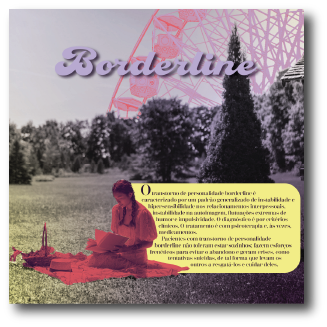 Borderline
O transtorno de personalidade borderline é
caracterizado por um padrão generalizado de instabilidade e
hipersensibilidade nos relacionamentos interpessoais,
instabilidade na autoimagem, flutuações extremas de
humor e impulsividade. O diagnóstico é por critérios
clínicos. O tratamento é com psicoterapia e, às vezes,
medicamentos.
Pacientes com transtorno de personalidade
borderline não toleram estar sozinhos; fazem esforços
frenéticos para evitar o abandono e geram crises, como
tentativas suicidas, de tal forma que levam os
outros a resgatá-los e cuidar deles.